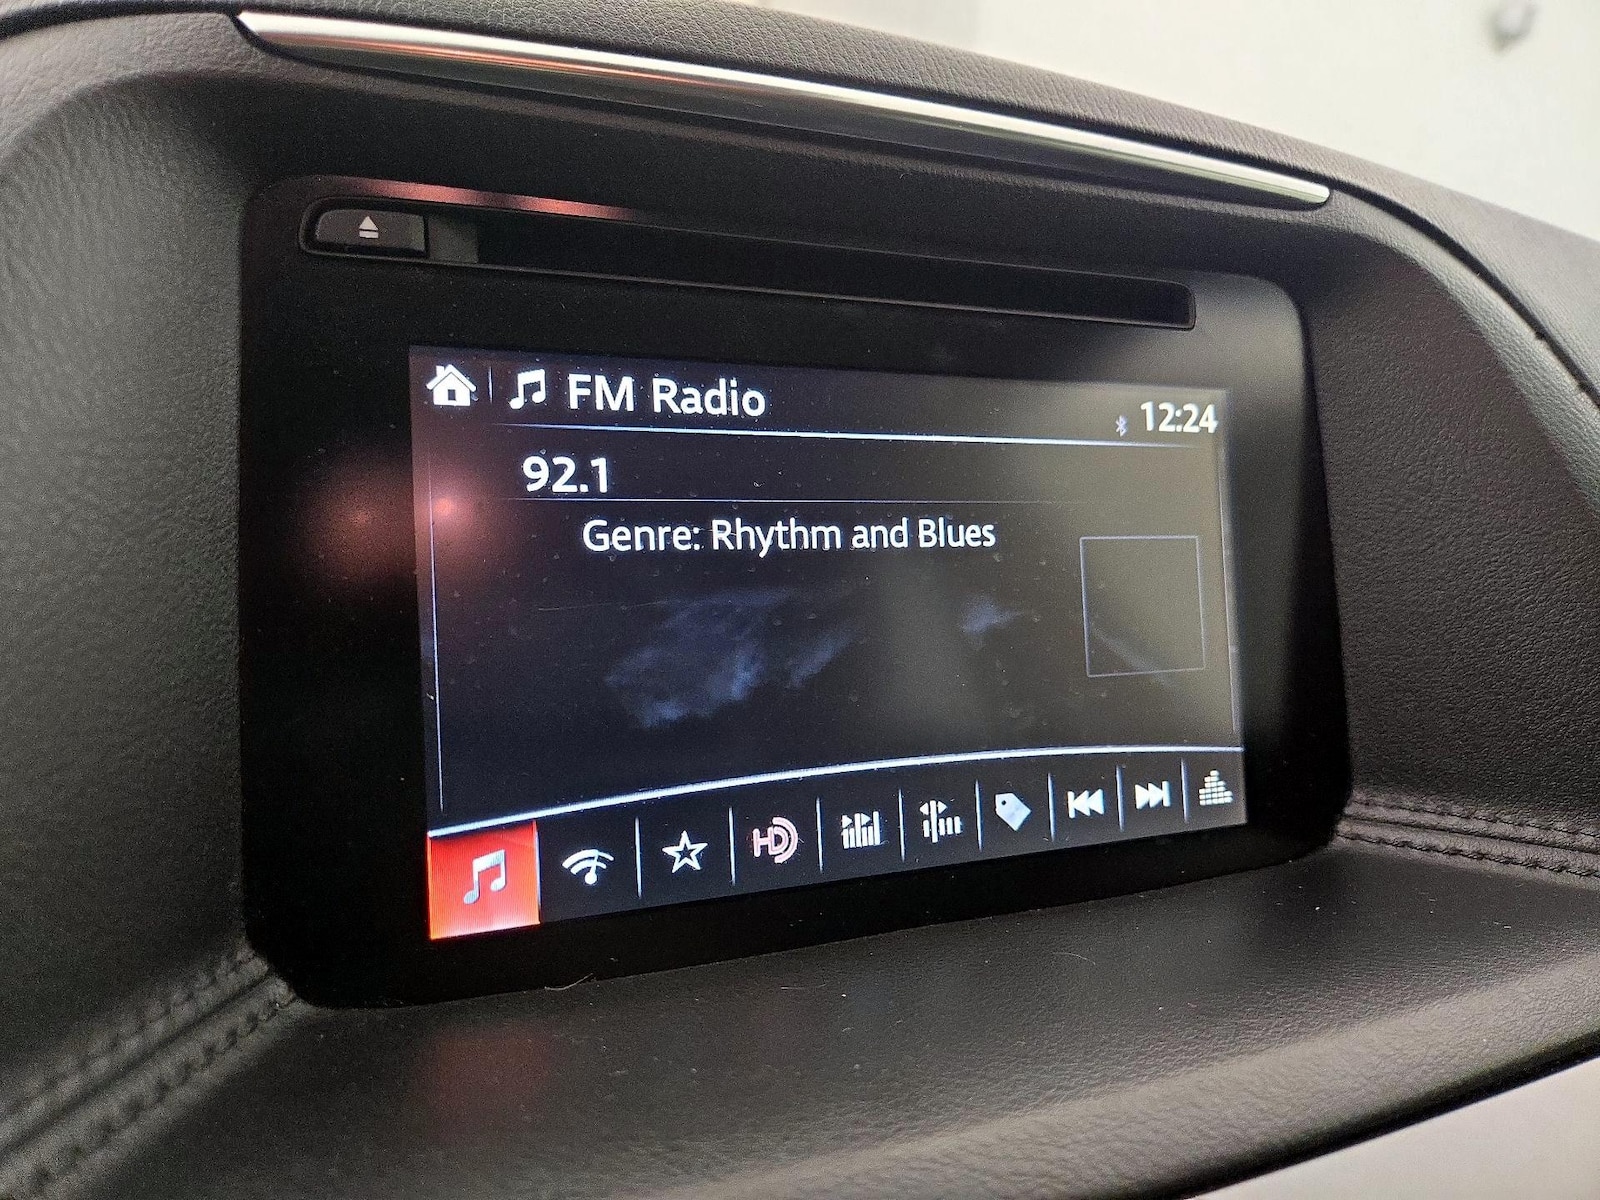 FM Radio
12:24
92.1
Genre: Rhythm and Blues
HD